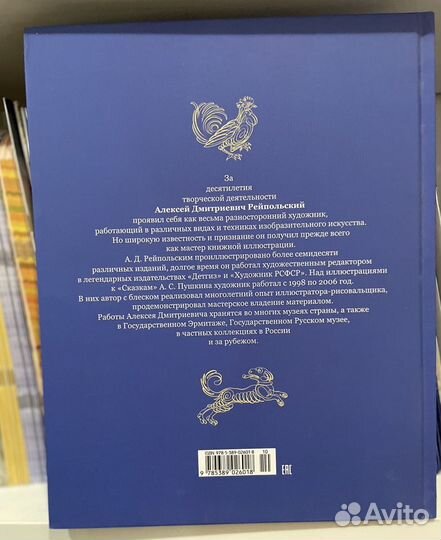 За
десятилетия
творческой деятельности
Алексей Дмитриевич Рейпольский
проявил себя как весьма разносторонний художник,
работающий в различных видах и техниках изобразительного искусства.
Но широкую известность и признание он получил прежде всего
как мастер книжной иллюстрации.
А. Д. Рейпольским проиллюстрировано более семидесяти
различных изданий, долгое время он работал художественным редактором
в легендарных издательствах «Детгиз» и «Художник РСФСР». Над иллюстрациями
к «Сказкам» А. С. Пушкина художник работал с 1998 по 2006 год.
В них автор с блеском реализовал многолетний опыт иллюстратора-рисовальщика,
продемонстрировал мастерское владение материалом.
Работы Алексея Дмитриевича хранятся во многих музеях страны, а также
в Государственном Эрмитаже, Государственном Русском музее,
в частных коллекциях в России
и за рубежом.
ISBN 978-5-389-02601-8
10
9 785389 026018
EAC
Avito